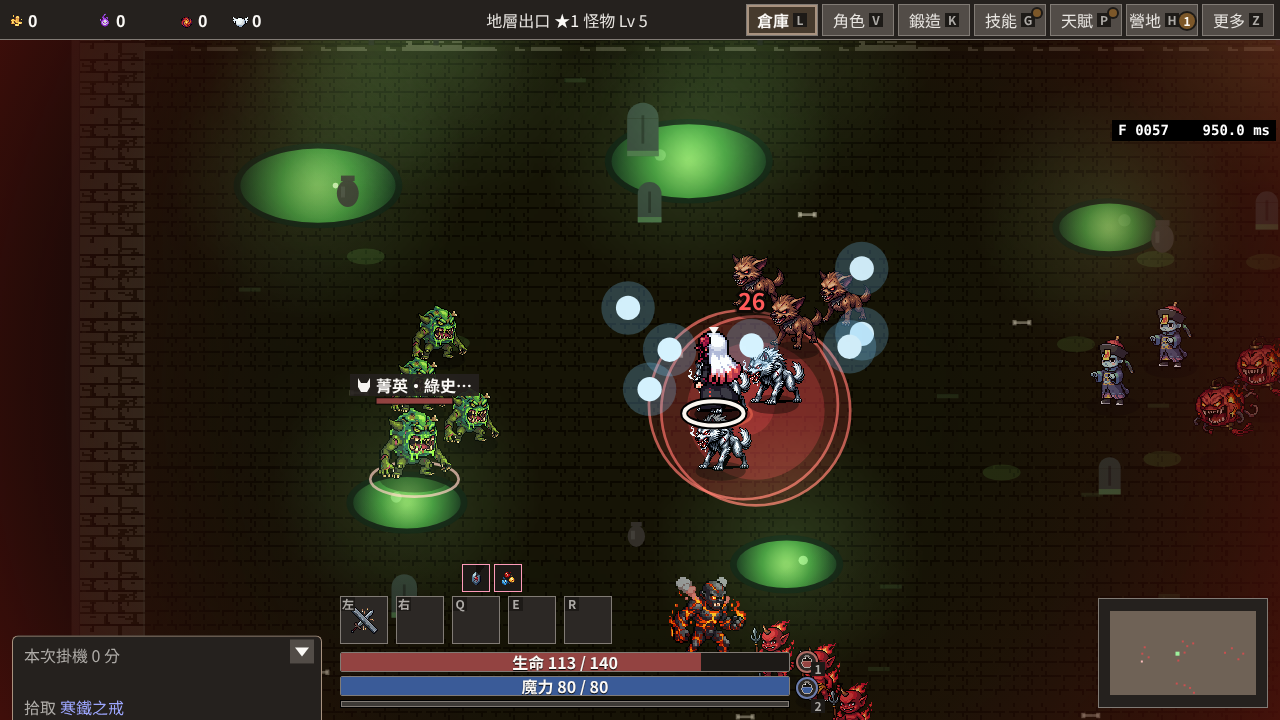 0 0 0 0 地層出口 ★1 怪物 Lv 5 倉庫 L 角色 V 鍛造 K 技能 G 天賦 P 營地 H 1 更多 Z
F 0057 950.0 ms
26
菁英・綠史…
左 右 Q E R
本次掛機 0 分
生命 113 / 140 1
魔力 80 / 80 2
拾取 寒鐵之戒